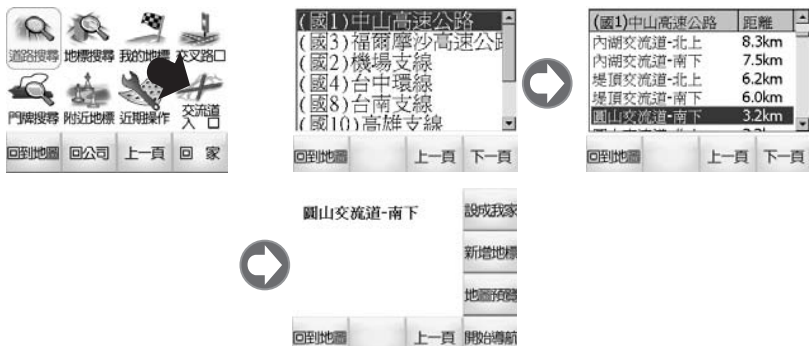 道路搜尋 地標搜尋 我的地標 交叉路口
門牌搜尋 附近地標 近期操作 交流道
入 口
回到地圖 回公司 上一頁 回 家
(國1)中山高速公路
(國3)福爾摩沙高速公路
(國2)機場支線
(國4)台中環線
(國8)台南支線
(國10)高雄支線
回到地圖 上一頁 下一頁
(國1)中山高速公路 距離
內湖交流道-北上 8.3km
內湖交流道-南下 7.5km
堤頂交流道-北上 6.2km
堤頂交流道-南下 6.0km
圓山交流道-南下 3.2km
回到地圖 上一頁 下一頁
圓山交流道-南下
設成我家
新增地標
地圖預覽
回到地圖 上一頁 開始導航